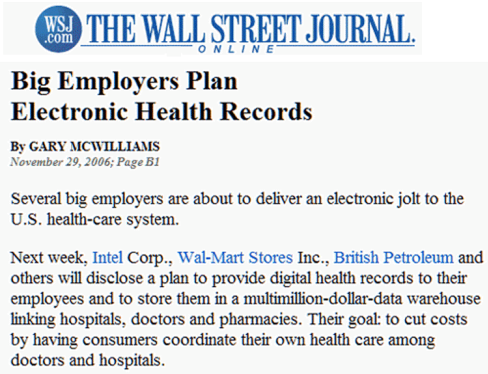 WSJ
.com
THE WALL STREET JOURNAL.
ONLINE
Big Employers Plan
Electronic Health Records
By GARY MCWILLIAMS
November 29, 2006; Page B1
Several big employers are about to deliver an electronic jolt to the
U.S. health-care system.
Next week, Intel Corp., Wal-Mart Stores Inc., British Petroleum and
others will disclose a plan to provide digital health records to their
employees and to store them in a multimillion-dollar-data warehouse
linking hospitals, doctors and pharmacies. Their goal: to cut costs
by having consumers coordinate their own health care among
doctors and hospitals.